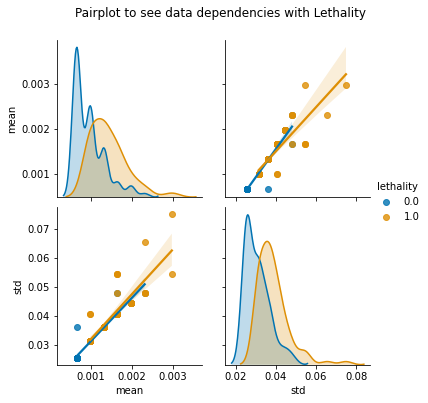 Pairplot to see data dependencies with Lethality
0.003
0.002
0.001
mean
lethality
0.0
1.0
0.07
0.06
0.05
0.04
0.03
std
0.001 0.002 0.003
mean
0.02 0.04 0.06 0.08
std